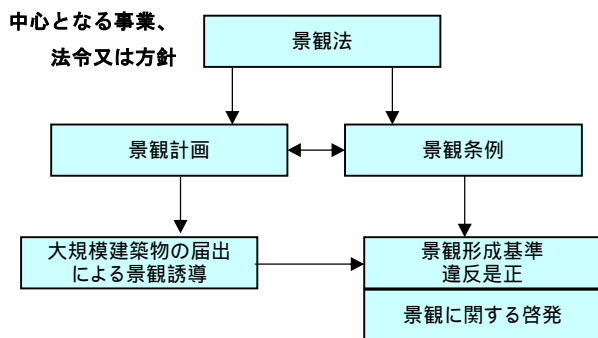 中心となる事業、
法令又は方針
景観法
景観計画
景観条例
大規模建築物の届出
による景観誘導
景観形成基準
違反是正
景観に関する啓発